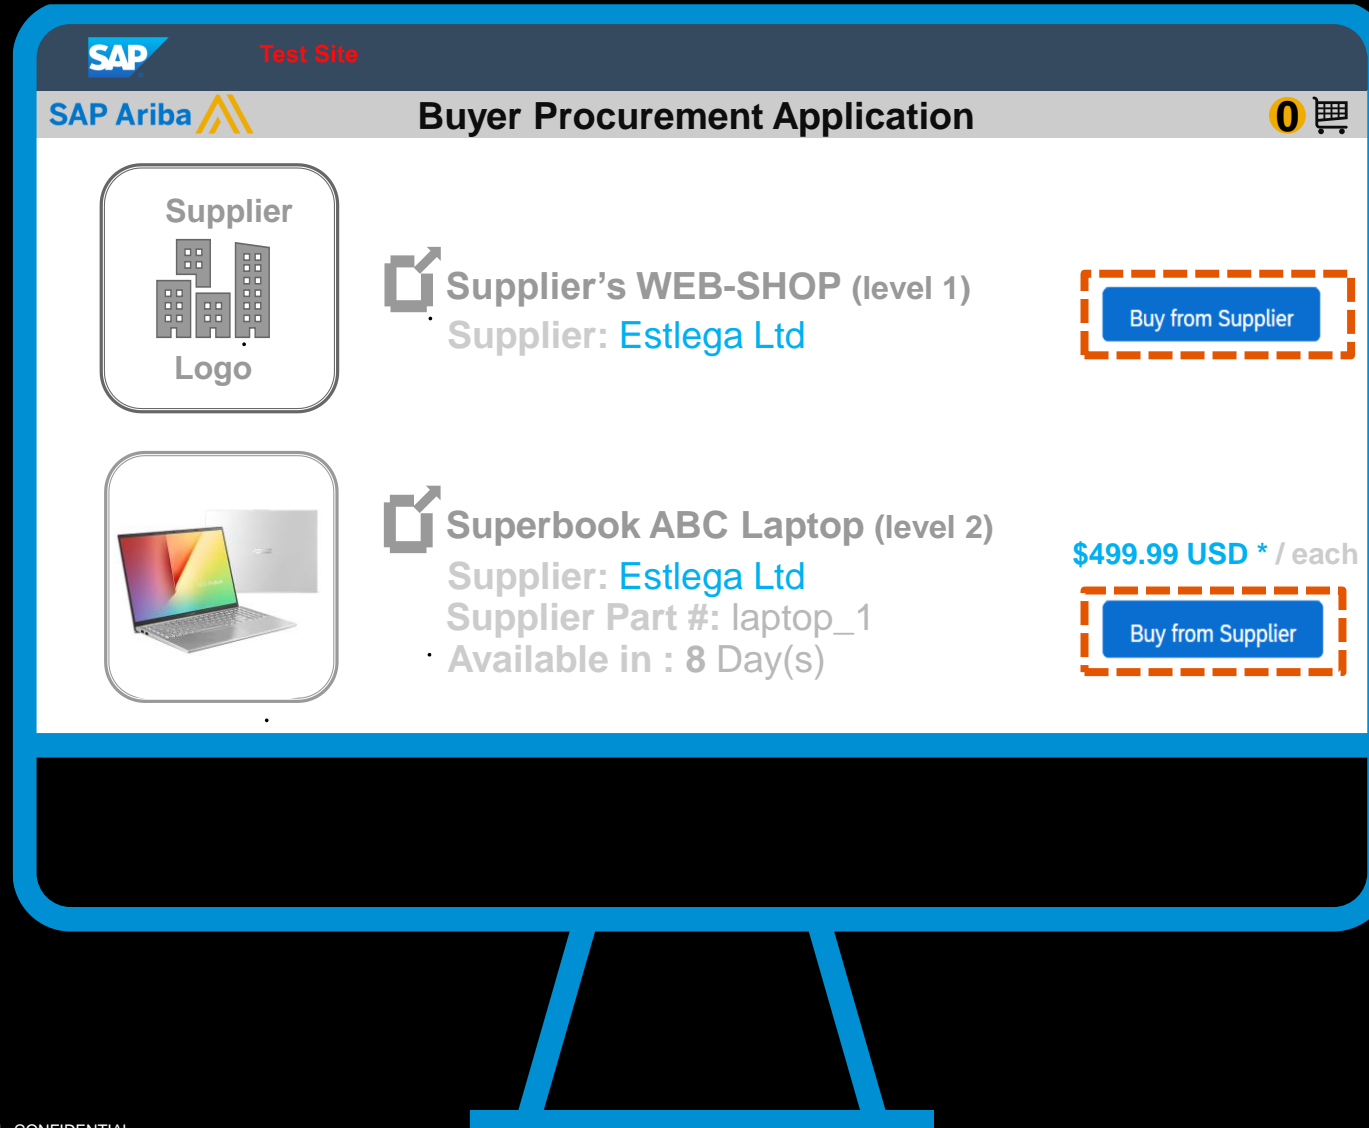 SAP
Test Site
SAP Ariba
Buyer Procurement Application
0
Supplier
Logo
Supplier's WEB-SHOP (level 1)
Supplier: Estlega Ltd
Buy from Supplier
Superbook ABC Laptop (level 2)
Supplier: Estlega Ltd
Supplier Part #: laptop_1
Available in : 8 Day(s)
$499.99 USD * / each
Buy from Supplier
CONFIDENTIAL